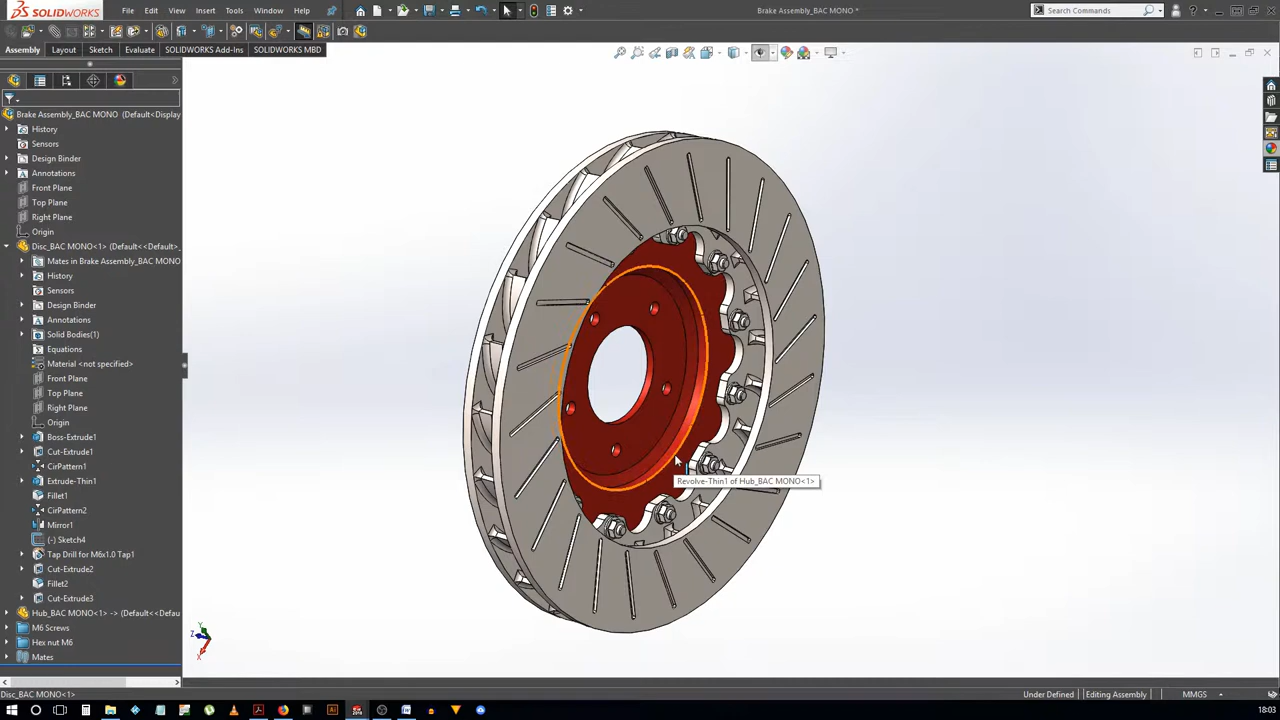 SOLIDWORKS
File
Edit
View
Insert
Tools
Window
Help
Brake Assembly_BAC MONO *
Search Commands
Assembly
Layout
Sketch
Evaluate
SOLIDWORKS Add-Ins
SOLIDWORKS MBD
Brake Assembly_BAC MONO (Default<Display
History
Sensors
Design Binder
Annotations
Front Plane
Top Plane
Right Plane
Origin
Disc_BAC MONO<1> (Default<<Default>_
Mates in Brake Assembly_BAC MONO
History
Sensors
Design Binder
Annotations
Solid Bodies(1)
Equations
Material <not specified>
Front Plane
Top Plane
Right Plane
Origin
Boss-Extrude1
Cut-Extrude1
CirPattern1
Extrude-Thin1
Fillet1
CirPattern2
Mirror1
(-) Sketch4
Tap Drill for M6x1.0 Tap1
Cut-Extrude2
Fillet2
Cut-Extrude3
Hub_BAC MONO<1> -> (Default<<Defau
M6 Screws
Hex nut M6
Mates
Revolve-Thin1 of Hub_BAC MONO<1>
Y
Z
X
Disc_BAC MONO<1>
Under Defined
Editing Assembly
MMGS
18:03